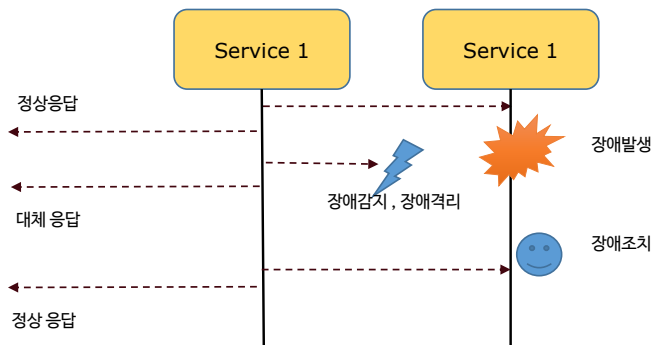 Service 1
Service 1
정상응답
장애발생
장애감지 , 장애격리
대체 응답
장애조치
정상 응답